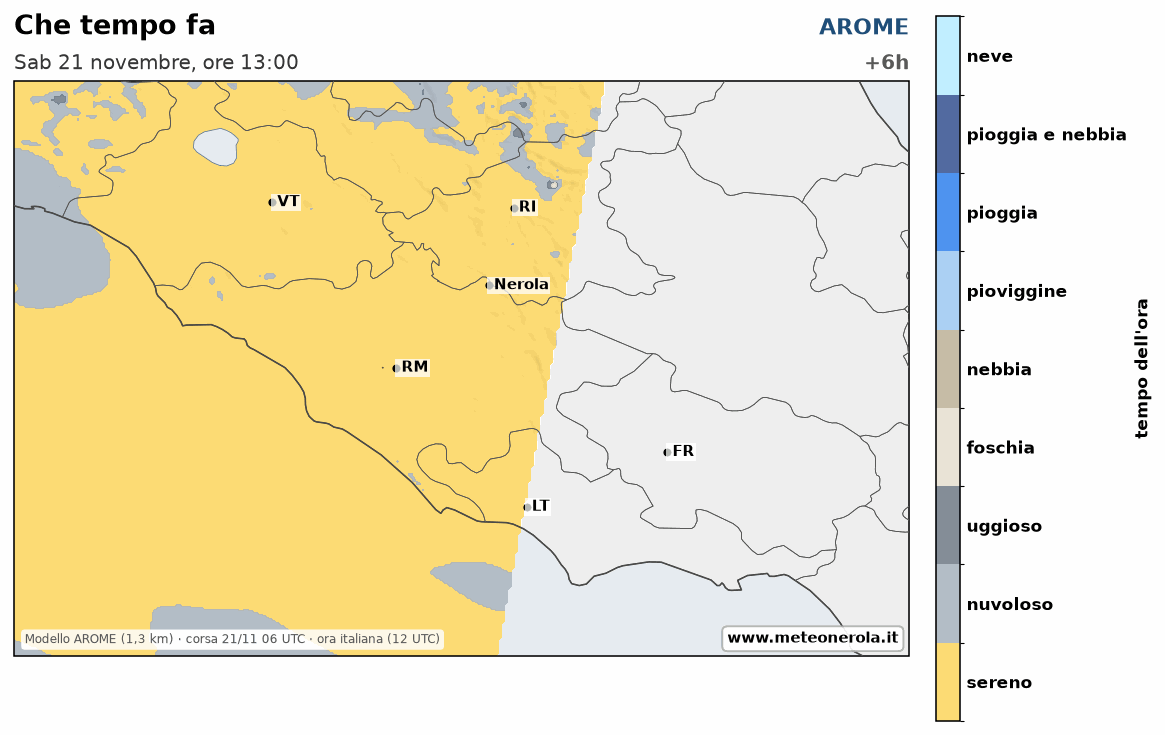 Che tempo fa
AROME
Sab 21 novembre, ore 13:00
+6h
VT
RI
Nerola
RM
FR
LT
Modello AROME (1,3 km) · corsa 21/11 06 UTC · ora italiana (12 UTC)
www.meteonerola.it
neve
pioggia e nebbia
pioggia
pioviggine
nebbia
foschia
uggioso
nuvoloso
sereno
tempo dell'ora